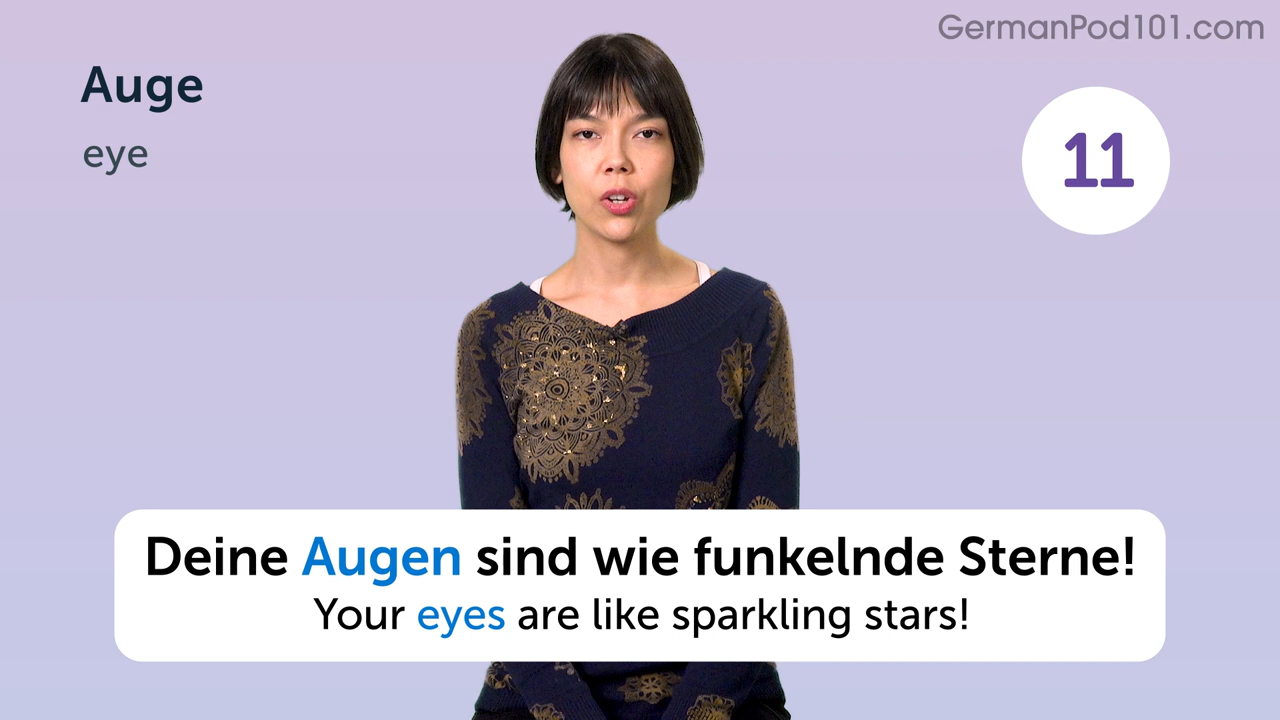 GermanPod101.com
Auge
eye
11
Deine Augen sind wie funkelnde Sterne!
Your eyes are like sparkling stars!